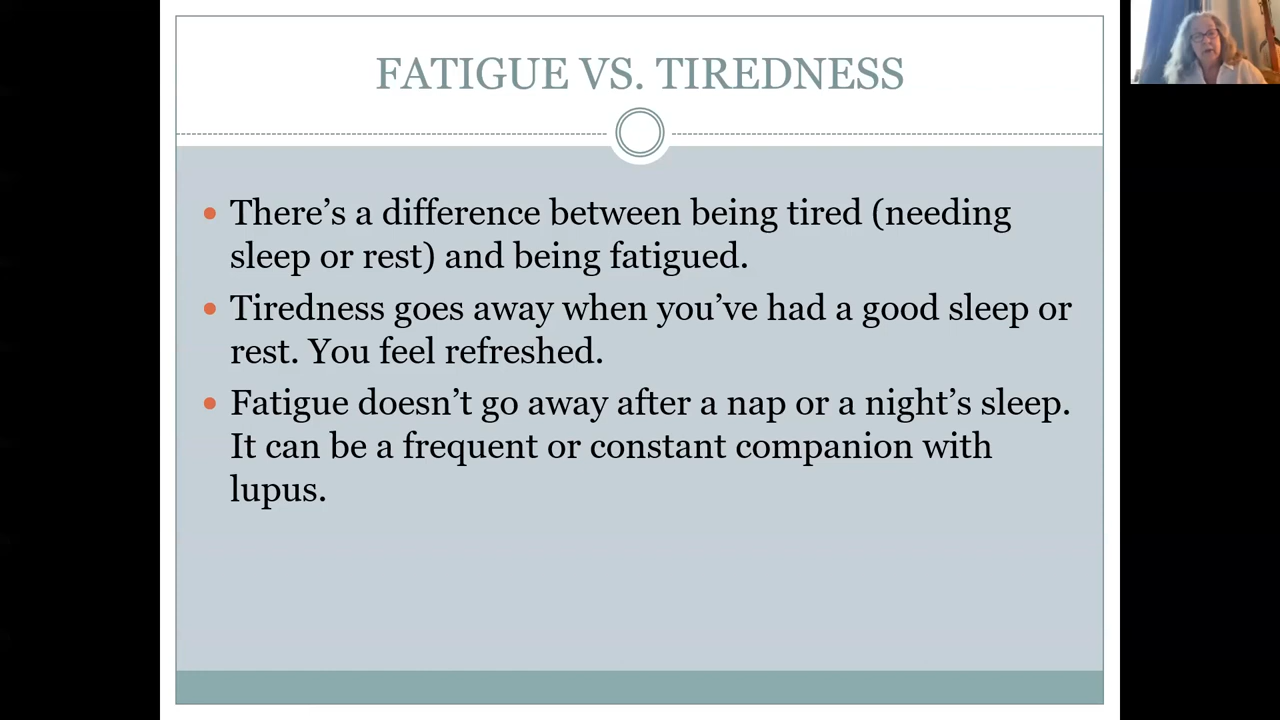 FATIGUE VS. TIREDNESS
There’s a difference between being tired (needing
sleep or rest) and being fatigued.
Tiredness goes away when you’ve had a good sleep or
rest. You feel refreshed.
Fatigue doesn’t go away after a nap or a night’s sleep.
It can be a frequent or constant companion with
lupus.